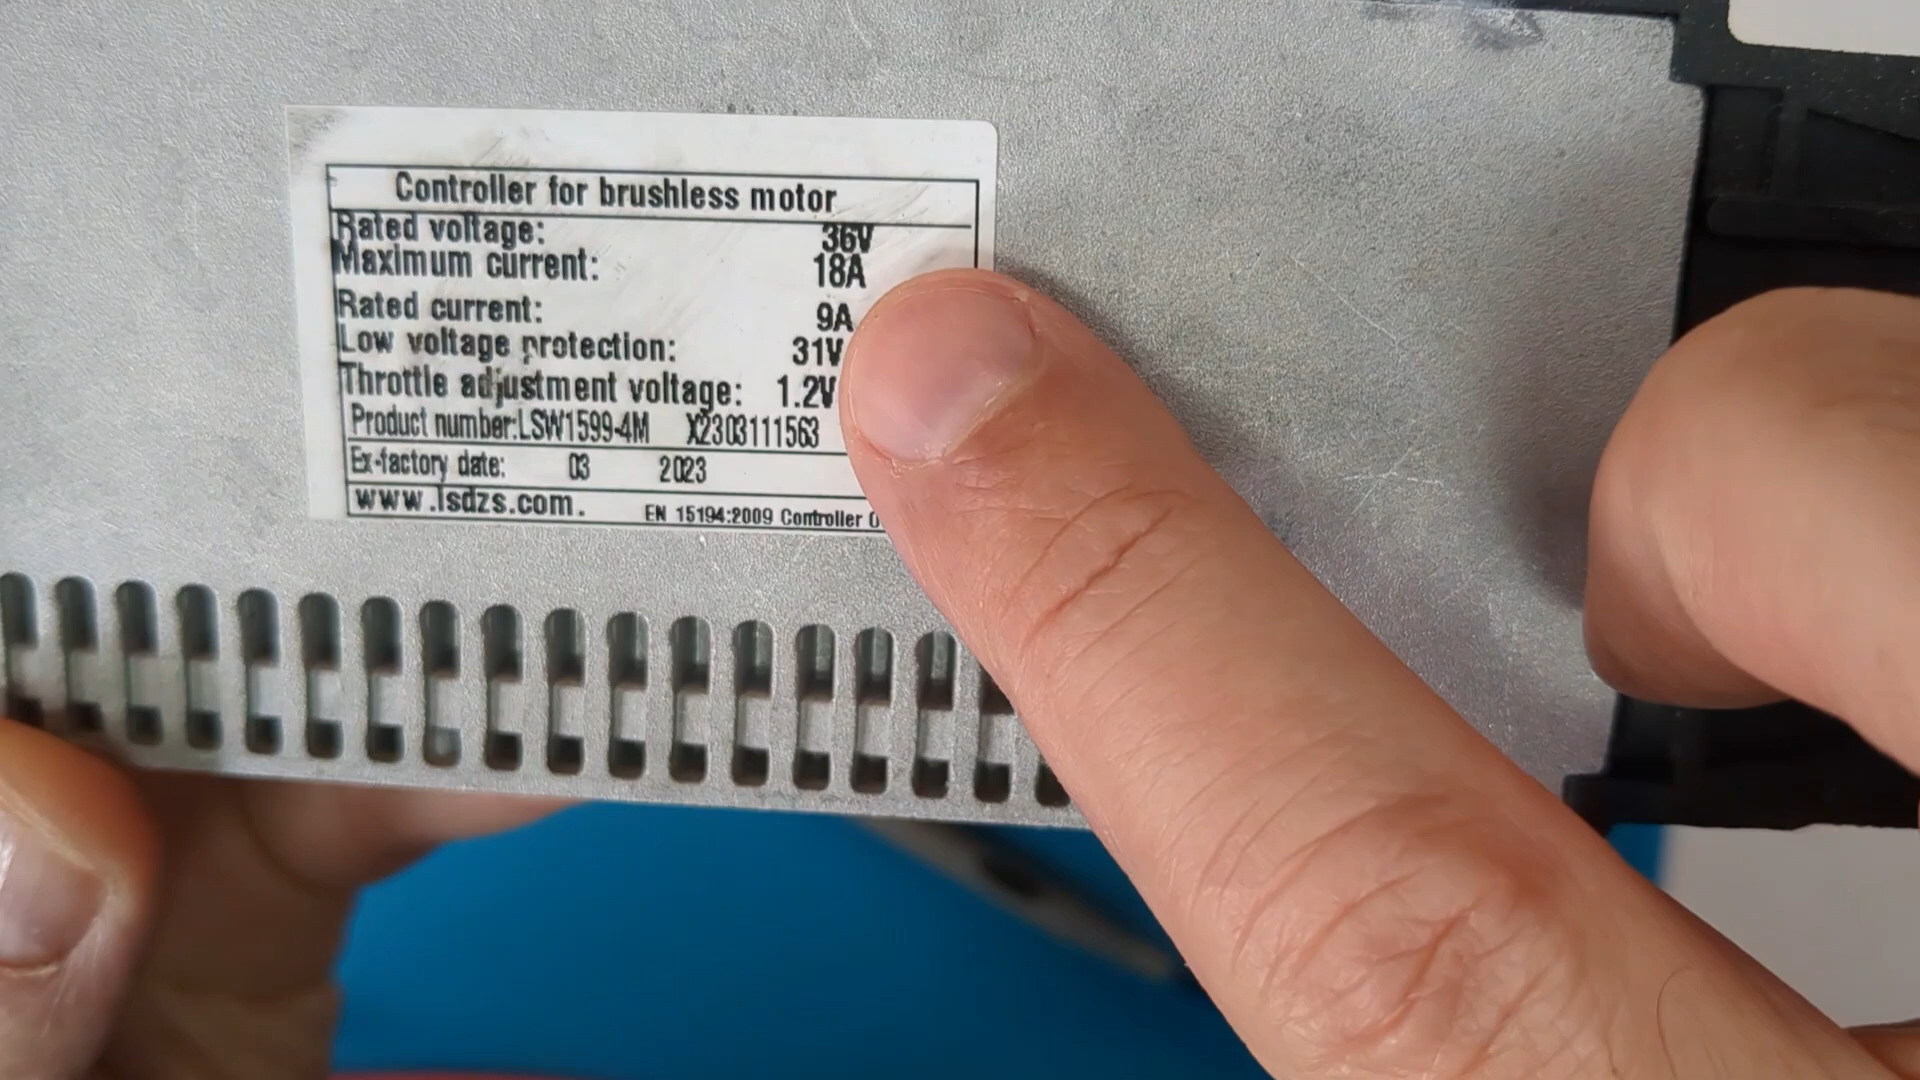 Controller for brushless motor
Rated voltage: 36V
Maximum current: 18A
Rated current: 9A
Low voltage protection: 31V
Throttle adjustment voltage: 1.2V
Product number:LSW1599-4M X2303111563
Ex-factory date: 03 2023
www.lsdzs.com. EN 15194:2009 Controller